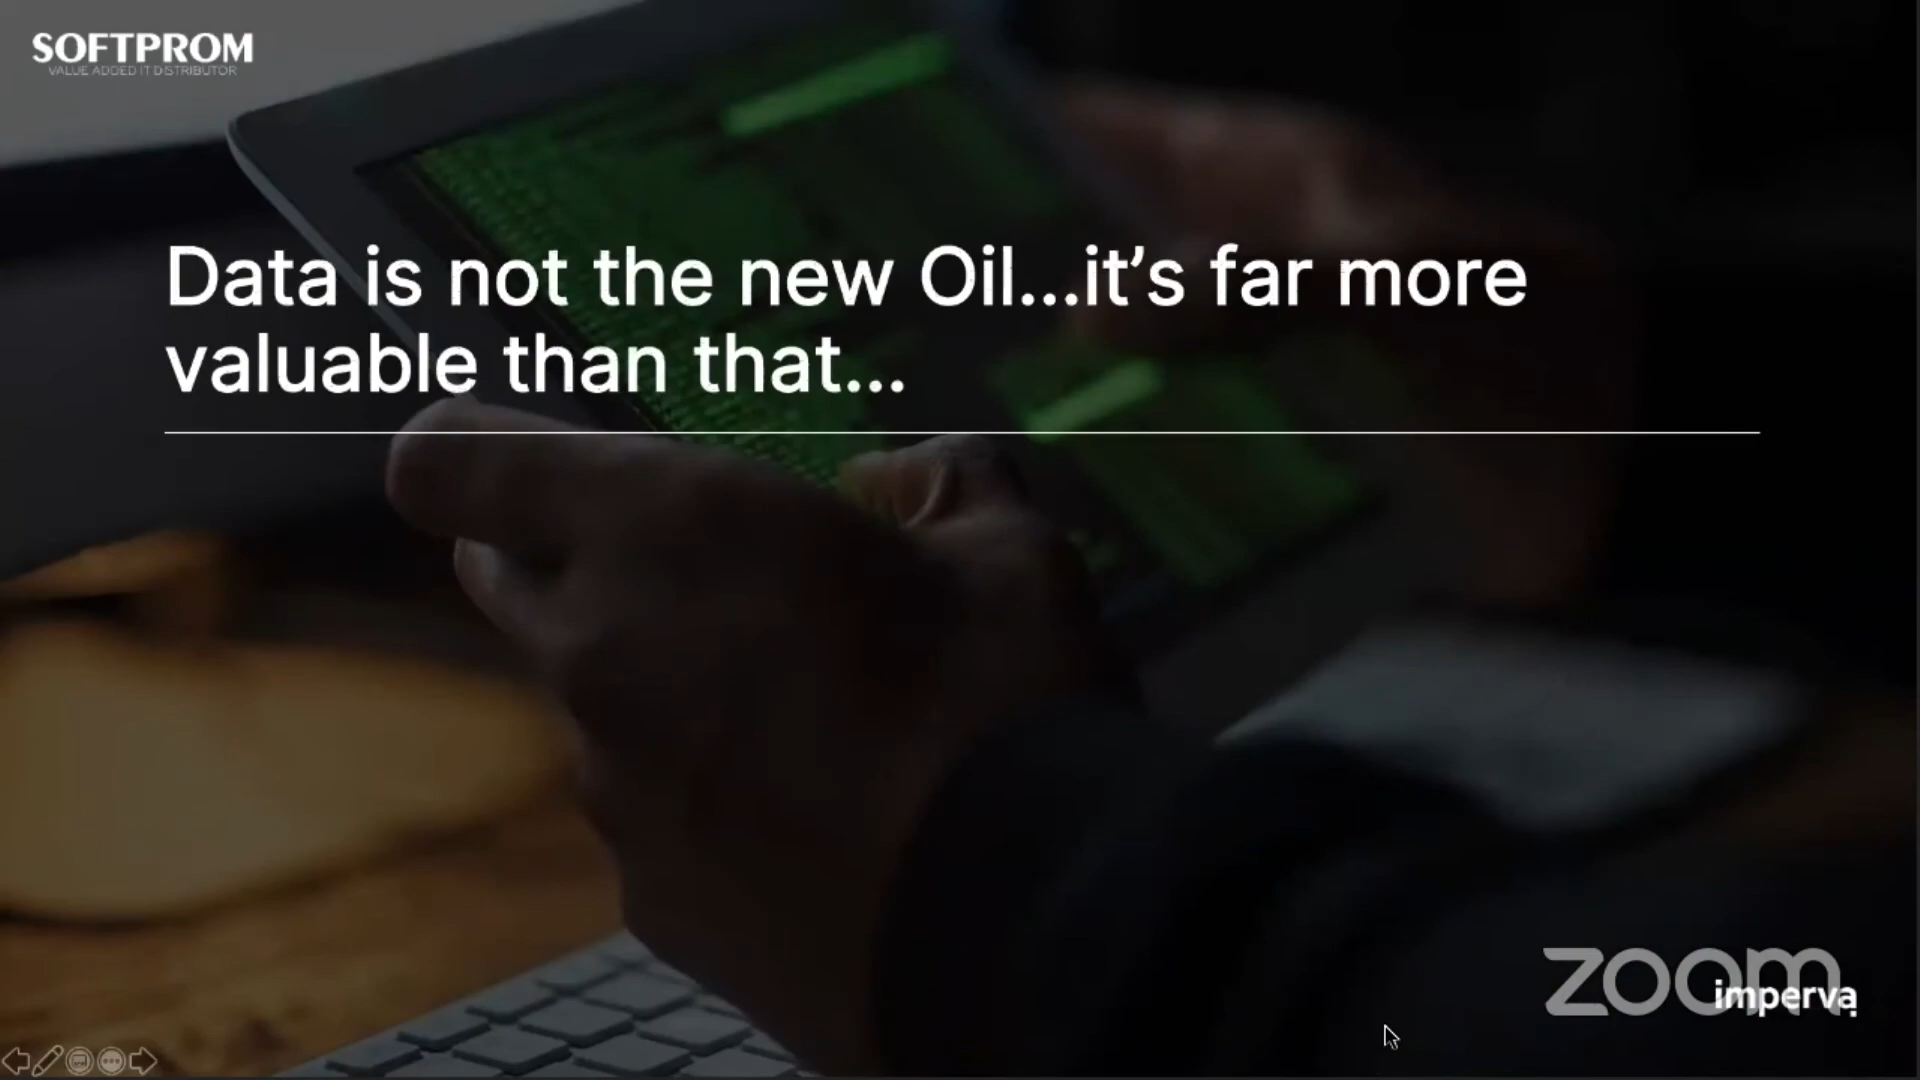 SOFTPROM
VALUE ADDED IT DISTRIBUTOR
Data is not the new Oil...it’s far more
valuable than that...
zoom
imperva